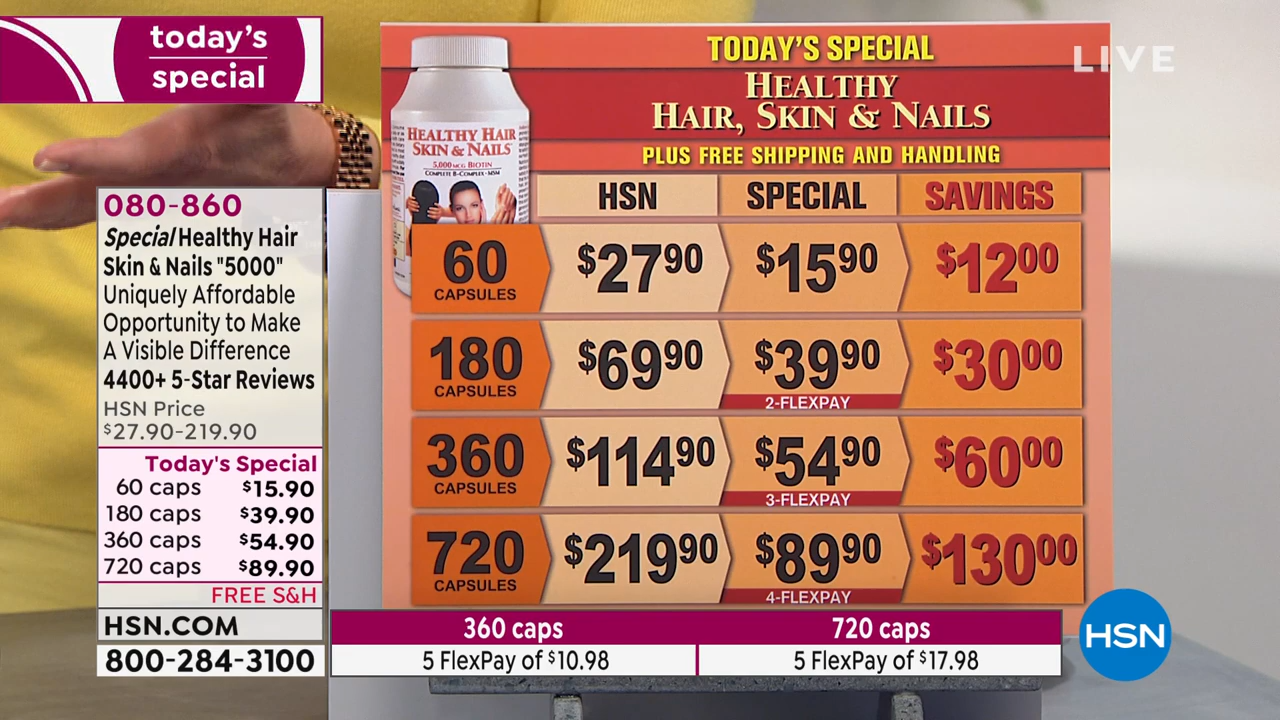 today's
special
LIVE
080-860
Special Healthy Hair
Skin & Nails "5000"
Uniquely Affordable
Opportunity to Make
A Visible Difference
4400+ 5-Star Reviews
HSN Price
$27.90-219.90
Today's Special
60 caps $15.90
180 caps $39.90
360 caps $54.90
720 caps $89.90
FREE S&H
HSN.COM
800-284-3100
TODAY'S SPECIAL
HEALTHY
HAIR, SKIN & NAILS
PLUS FREE SHIPPING AND HANDLING
HEALTHY HAIR
SKIN & NAILS™
5,000 MCG BIOTIN
COMPLETE B-COMPLEX • MSM
HSN SPECIAL SAVINGS
60 CAPSULES $27.90 $15.90 $12.00
180 CAPSULES $69.90 $39.90 $30.00
2-FLEXPAY
360 CAPSULES $114.90 $54.90 $60.00
3-FLEXPAY
720 CAPSULES $219.90 $89.90 $130.00
4-FLEXPAY
360 caps 720 caps
5 FlexPay of $10.98 5 FlexPay of $17.98
HSN